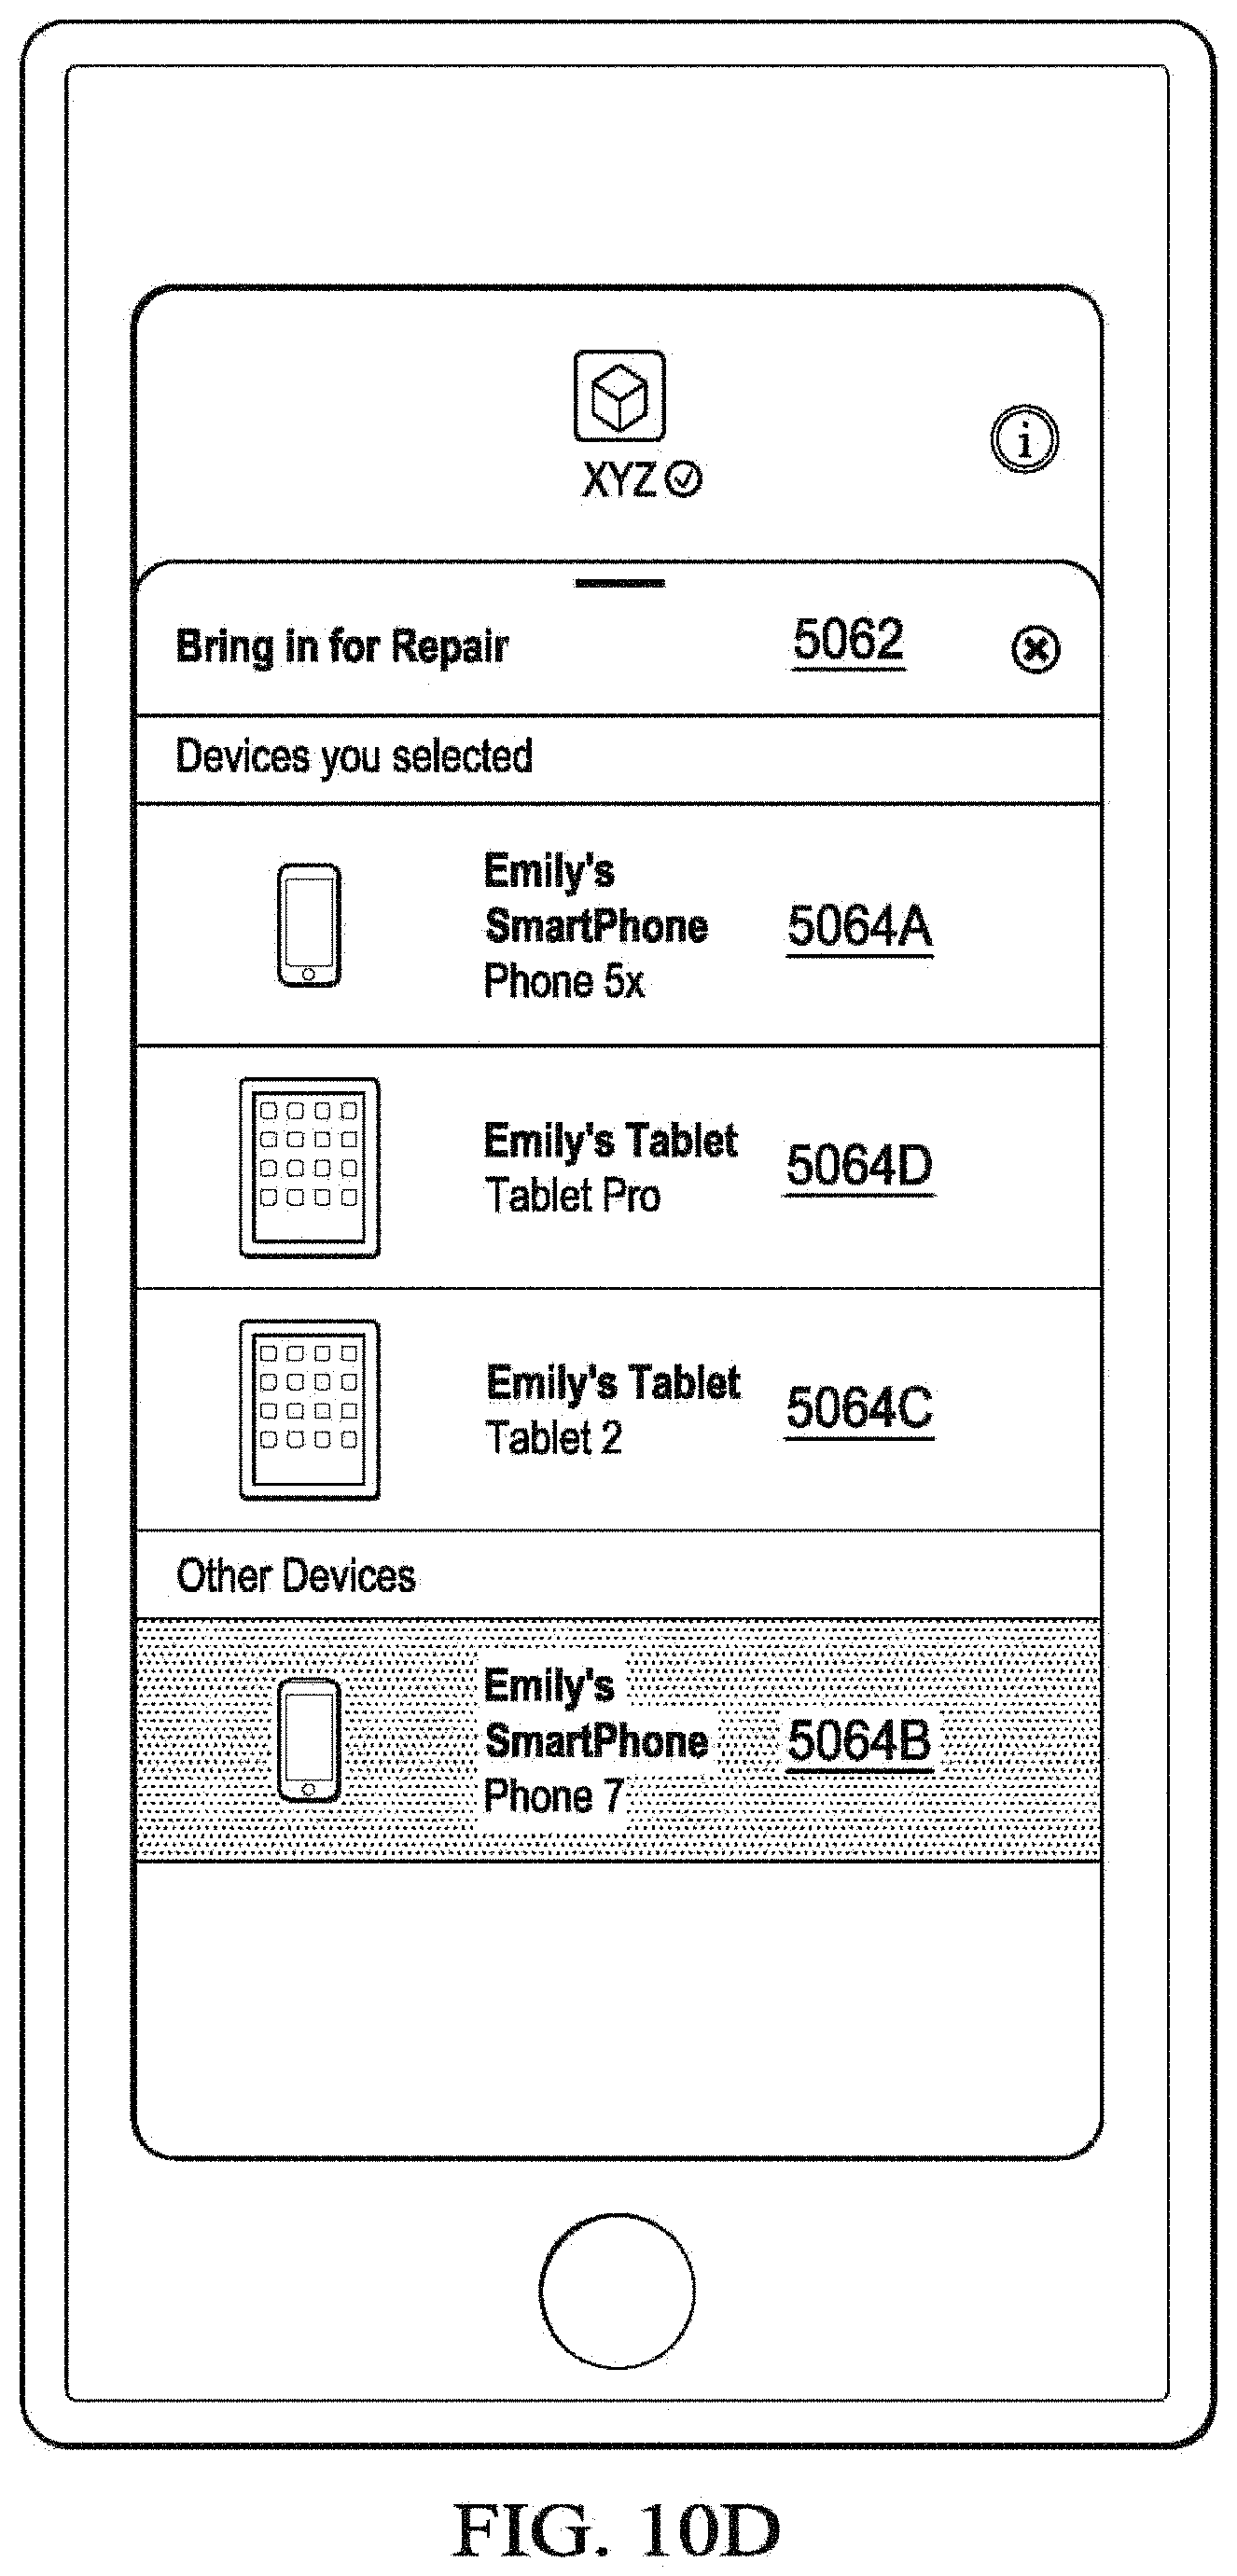 XYZ
i
Bring in for Repair 5062
Devices you selected
Emily's
SmartPhone 5064A
Phone 5x
Emily's Tablet 5064D
Tablet Pro
Emily's Tablet 5064C
Tablet 2
Other Devices
Emily's
SmartPhone 5064B
Phone 7
FIG. 10D